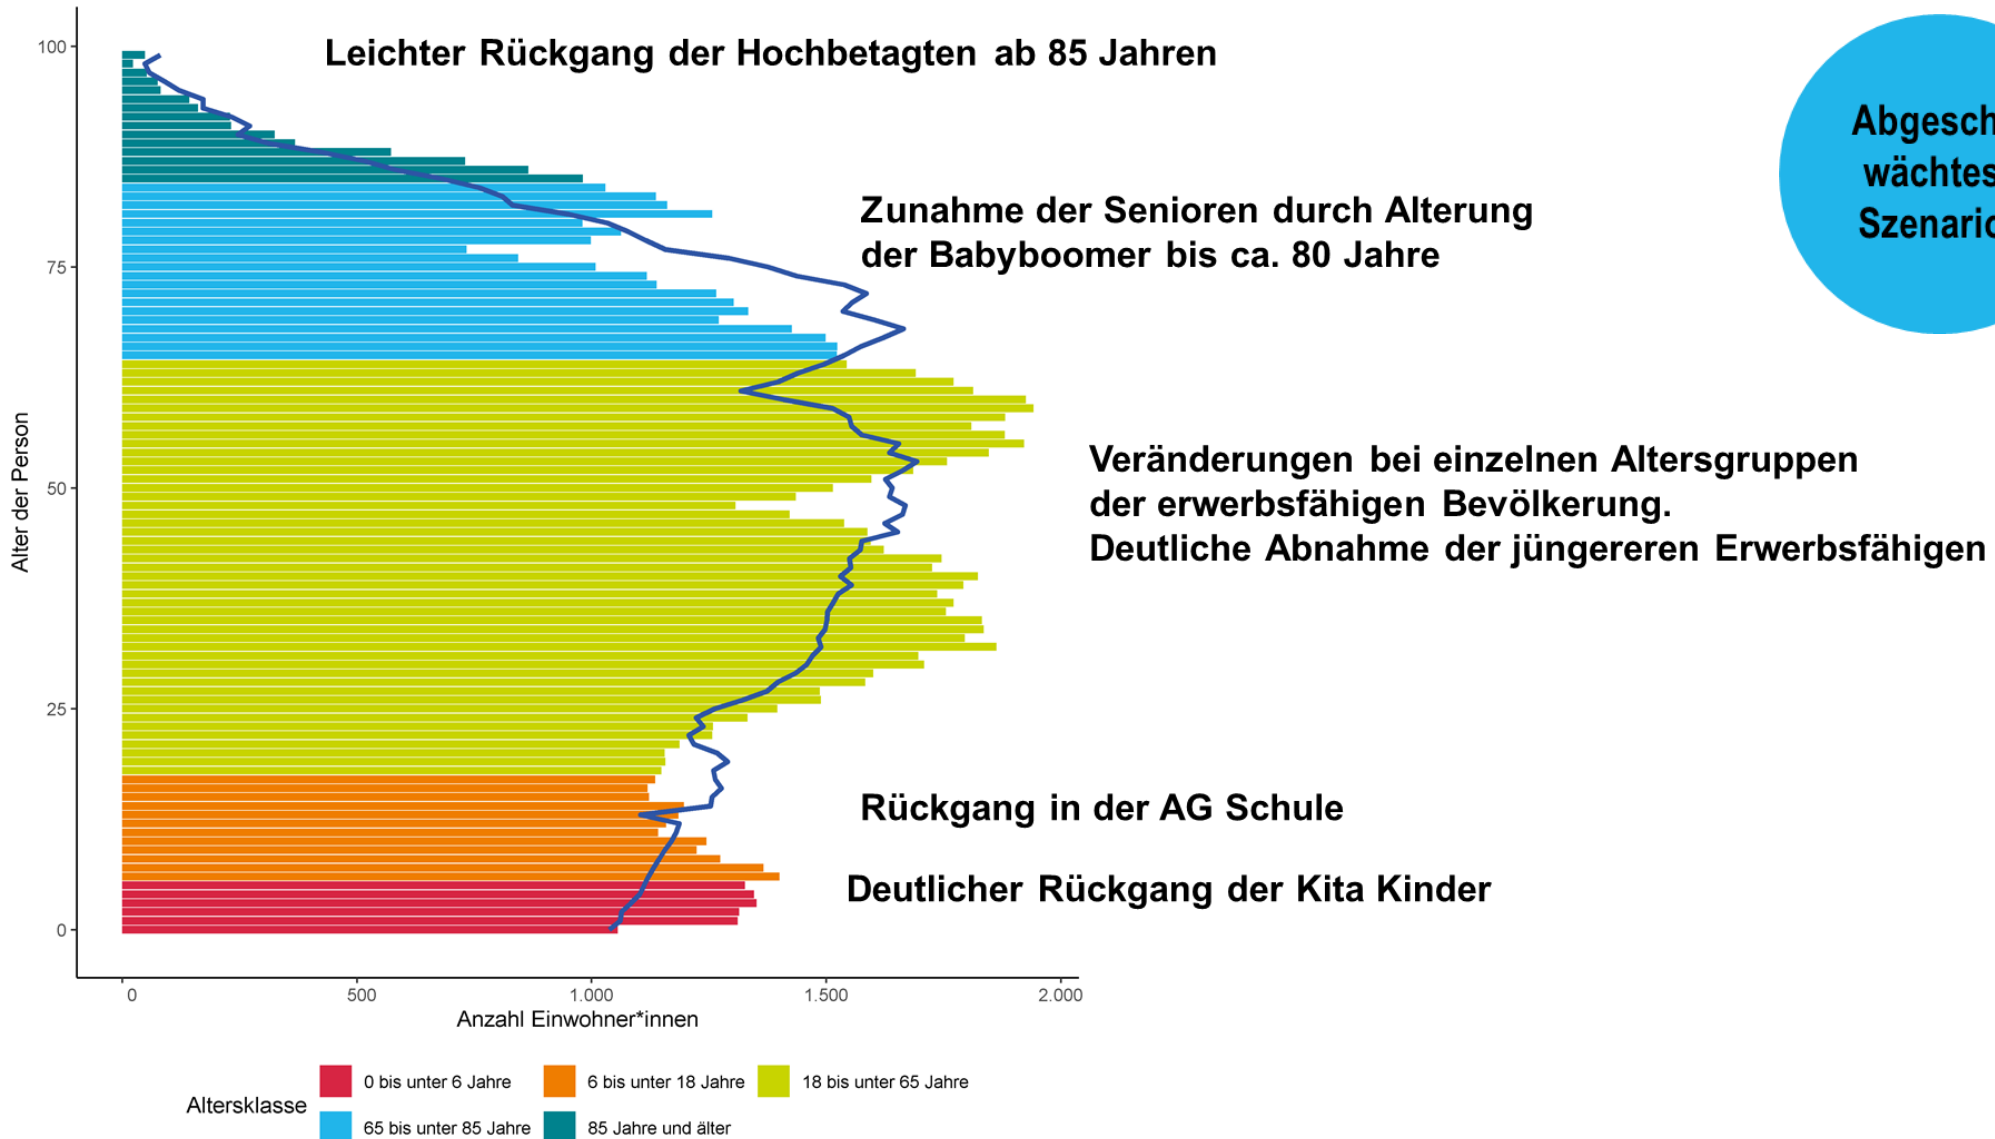 Leichter Rückgang der Hochbetagten ab 85 Jahren
Abgesch
wächtes
Szenario
Zunahme der Senioren durch Alterung
der Babyboomer bis ca. 80 Jahre
Veränderungen bei einzelnen Altersgruppen
der erwerbsfähigen Bevölkerung.
Deutliche Abnahme der jüngereren Erwerbsfähigen
Rückgang in der AG Schule
Deutlicher Rückgang der Kita Kinder
Alter der Person
100
75
50
25
0
0 500 1.000 1.500 2.000
Anzahl Einwohner*innen
Altersklasse
0 bis unter 6 Jahre 6 bis unter 18 Jahre 18 bis unter 65 Jahre
65 bis unter 85 Jahre 85 Jahre und älter